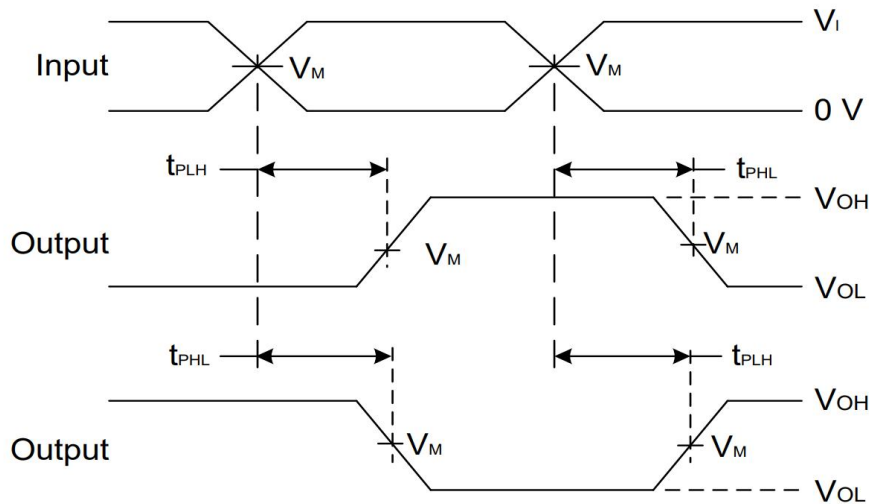 VI
Input
VM
VM
0 V
tPLH
tPHL
VOH
Output
VM
VM
VOL
tPHL
tPLH
VOH
Output
VM
VM
VOL